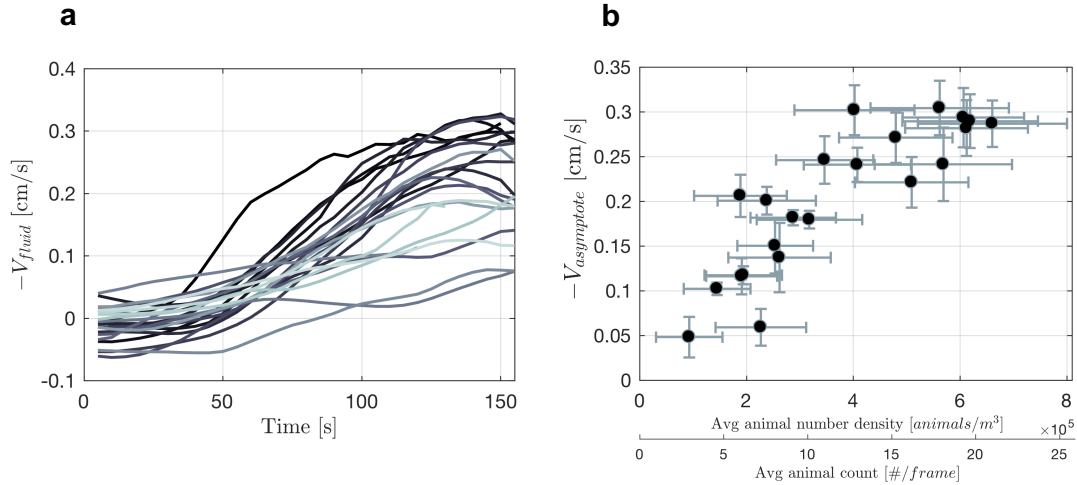 a
0.4
0.3
0.2
0.1
0
-0.1
−V_fluid [cm/s]
0 50 100 150
Time [s]
b
0.35
0.3
0.25
0.2
0.15
0.1
0.05
0
−V_asymptote [cm/s]
0 2 4 6 8
Avg animal number density [animals/m³]
×10⁵
0 5 10 15 20 25
Avg animal count [#/frame]